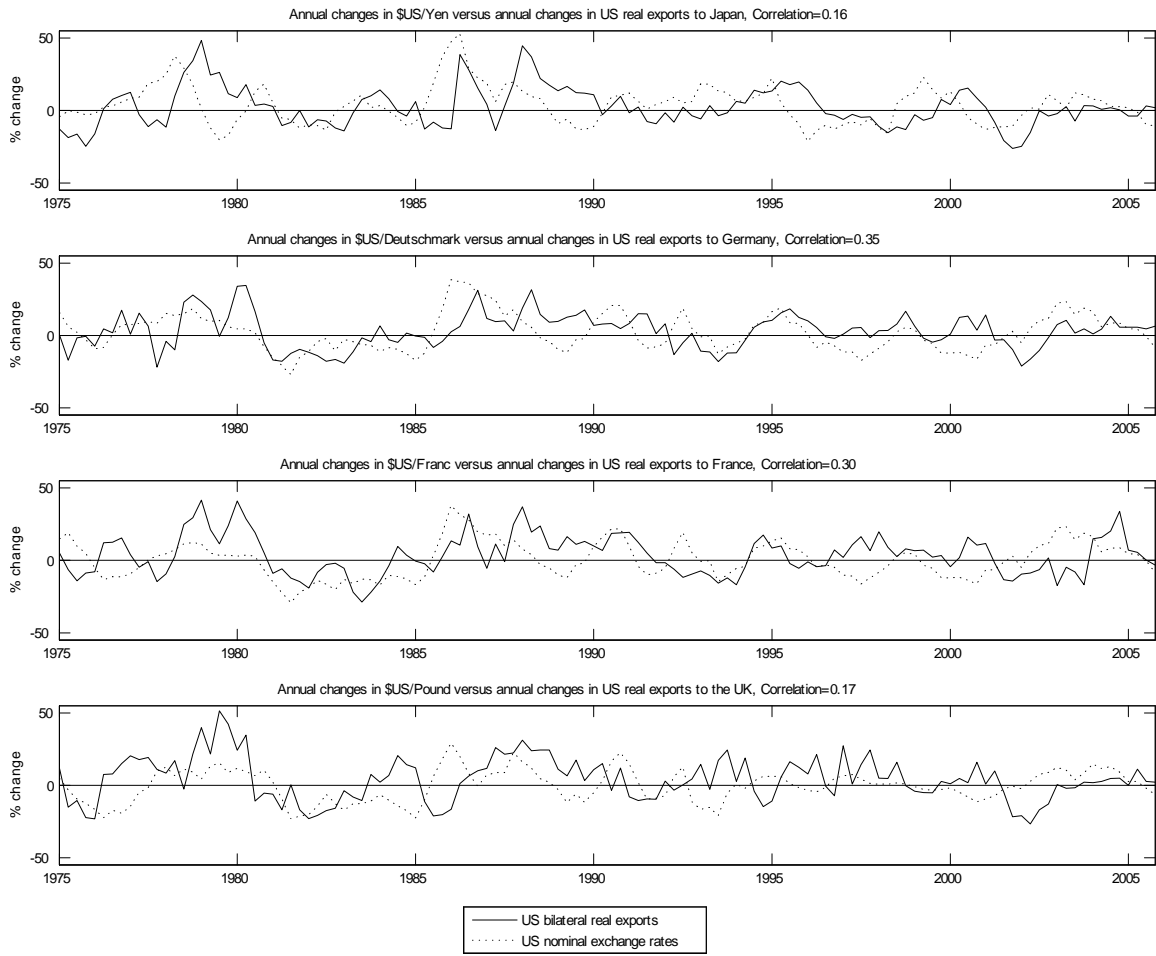 Annual changes in $US/Yen versus annual changes in US real exports to Japan, Correlation=0.16
% change
50
0
-50
1975 1980 1985 1990 1995 2000 2005
Annual changes in $US/Deutschmark versus annual changes in US real exports to Germany, Correlation=0.35
% change
50
0
-50
1975 1980 1985 1990 1995 2000 2005
Annual changes in $US/Franc versus annual changes in US real exports to France, Correlation=0.30
% change
50
0
-50
1975 1980 1985 1990 1995 2000 2005
Annual changes in $US/Pound versus annual changes in US real exports to the UK, Correlation=0.17
% change
50
0
-50
1975 1980 1985 1990 1995 2000 2005
US bilateral real exports
US nominal exchange rates